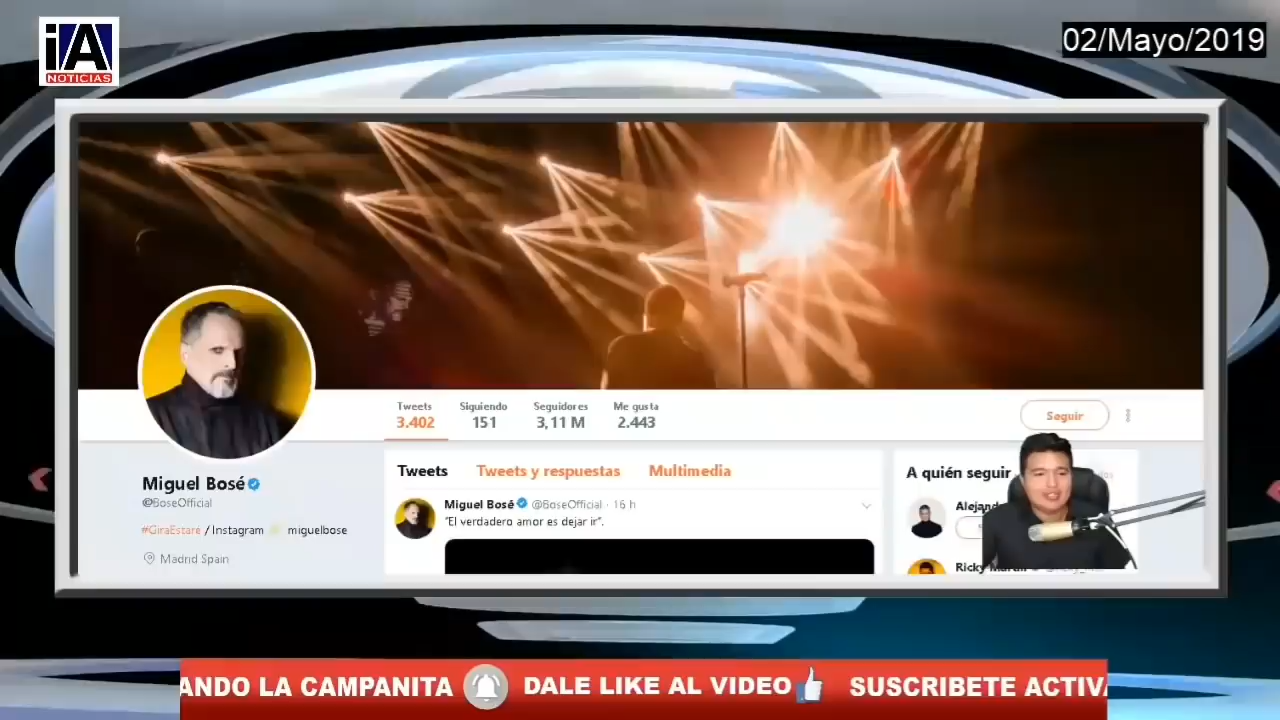 iA
NOTICIAS
02/Mayo/2019
Tweets
3.402
Siguiendo
151
Seguidores
3,11 M
Me gusta
2.443
Seguir
Miguel Bosé
@BoseOfficial
#GiraEstaré / Instagram miguelbose
Madrid Spain
Tweets Tweets y respuestas Multimedia
Miguel Bosé @BoseOfficial · 16 h
"El verdadero amor es dejar ir".
A quién seguir
Ricky
ANDO LA CAMPANITA DALE LIKE AL VIDEO SUSCRIBETE ACTIV